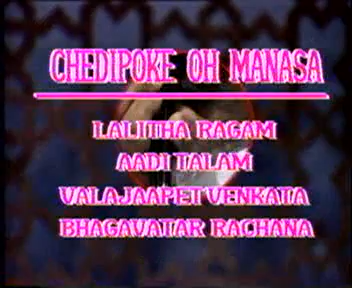 CHEDIPOKE OH MANASA
LALITHA RAGAM
AADI TALAM
VALAJAAPET VENKATA
BHAGAVATAR RACHANA